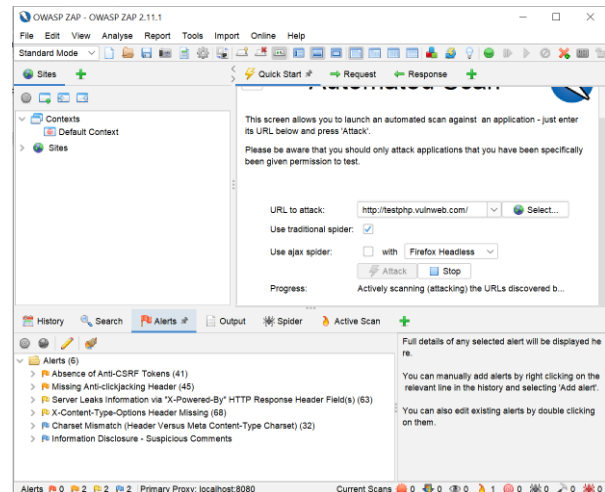 OWASP ZAP - OWASP ZAP 2.11.1
File Edit View Analyse Report Tools Import Online Help
Standard Mode
Sites
Quick Start Request Response
Contexts
Default Context
Sites
Automated Scan
This screen allows you to launch an automated scan against an application - just enter
its URL below and press 'Attack'.
Please be aware that you should only attack applications that you have been specifically
been given permission to test.
URL to attack: http://testphp.vulnweb.com/ Select...
Use traditional spider:
Use ajax spider: with Firefox Headless
Attack Stop
Progress: Actively scanning (attacking) the URLs discovered b...
History Search Alerts Output Spider Active Scan
Alerts (6)
Absence of Anti-CSRF Tokens (41)
Missing Anti-clickjacking Header (45)
Server Leaks Information via "X-Powered-By" HTTP Response Header Field(s) (63)
X-Content-Type-Options Header Missing (68)
Charset Mismatch (Header Versus Meta Content-Type Charset) (32)
Information Disclosure - Suspicious Comments
Full details of any selected alert will be displayed he
re.
You can manually add alerts by right clicking on the
relevant line in the history and selecting 'Add alert'.
You can also edit existing alerts by double clicking
on them.
Alerts 0 2 2 2 Primary Proxy: localhost:8080 Current Scans 0 0 0 1 0 0 0 0